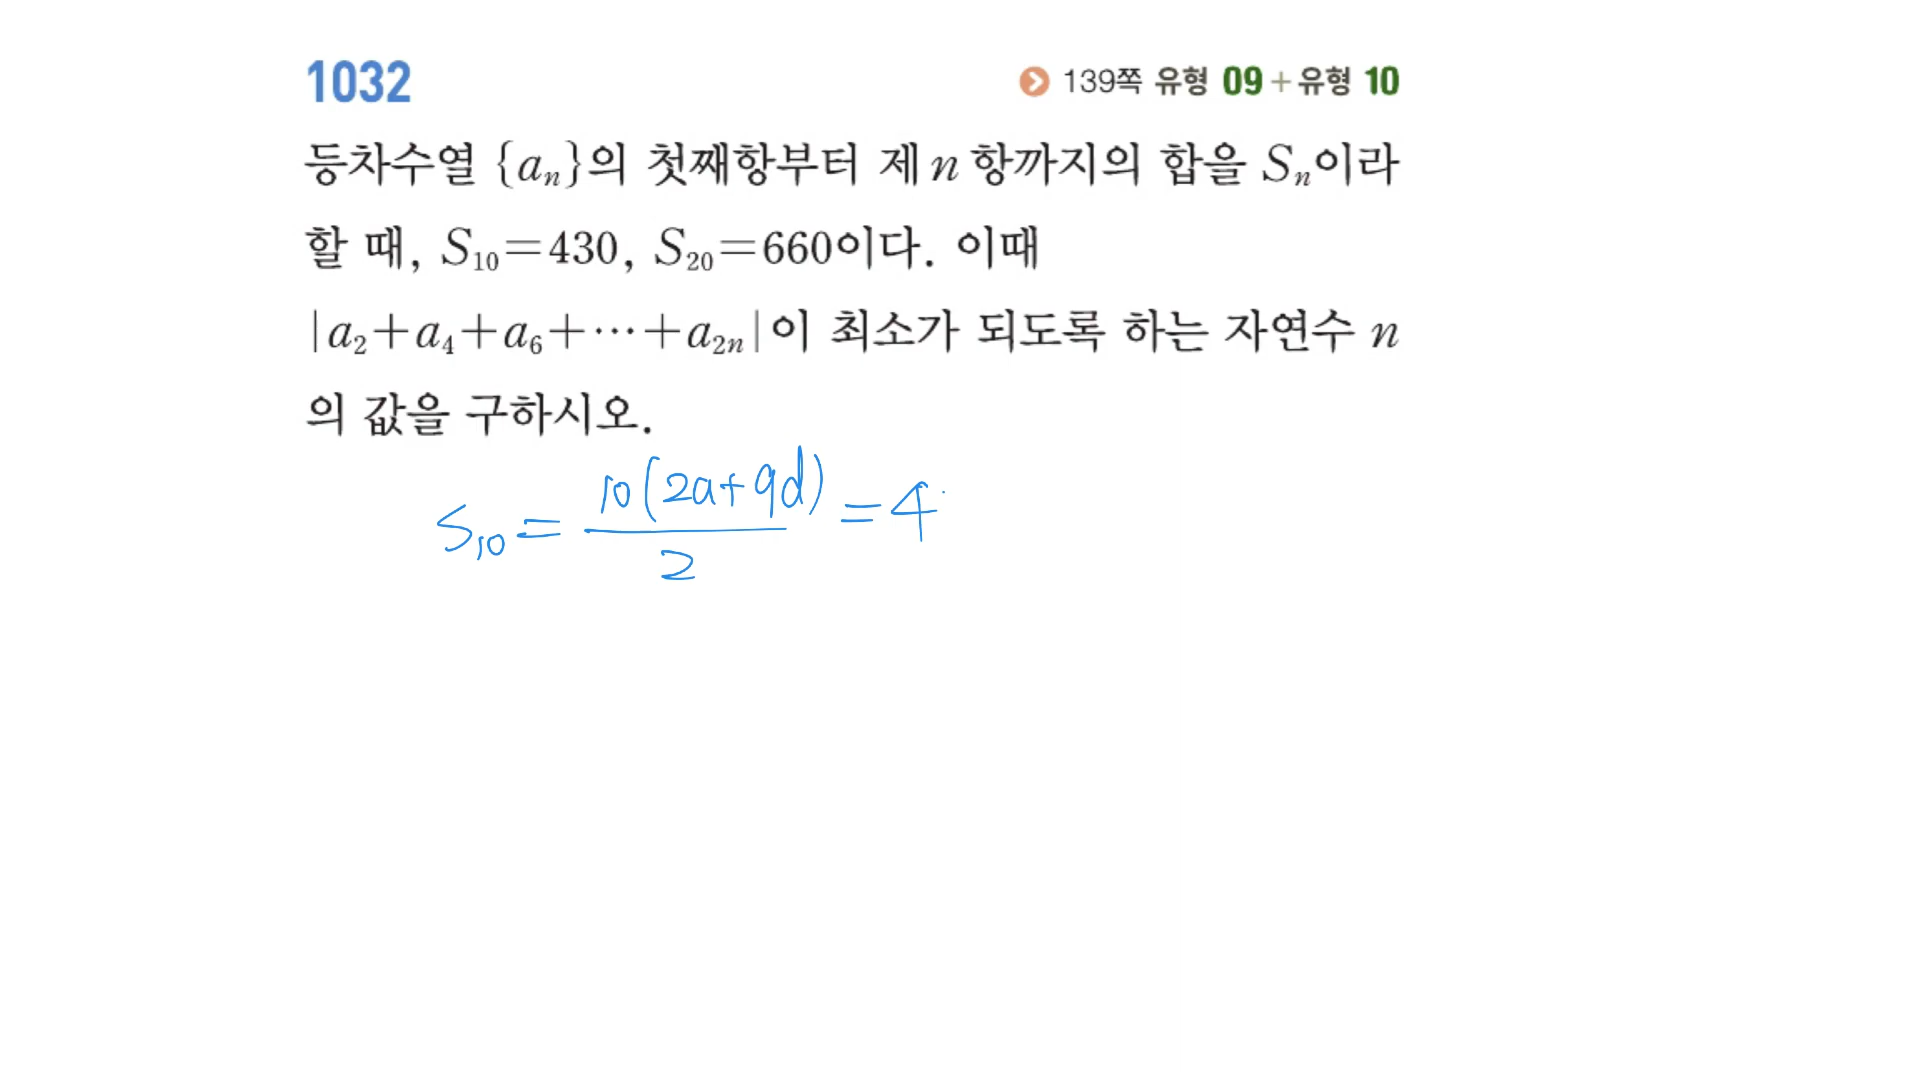 1032
139쪽 유형 09 + 유형 10
등차수열 {aₙ}의 첫째항부터 제n항까지의 합을 Sₙ이라
할 때, S₁₀=430, S₂₀=660이다. 이때
|a₂+a₄+a₆+⋯+a₂ₙ|이 최소가 되도록 하는 자연수 n
의 값을 구하시오.
S₁₀ = 10(2a+9d)/2 = 4